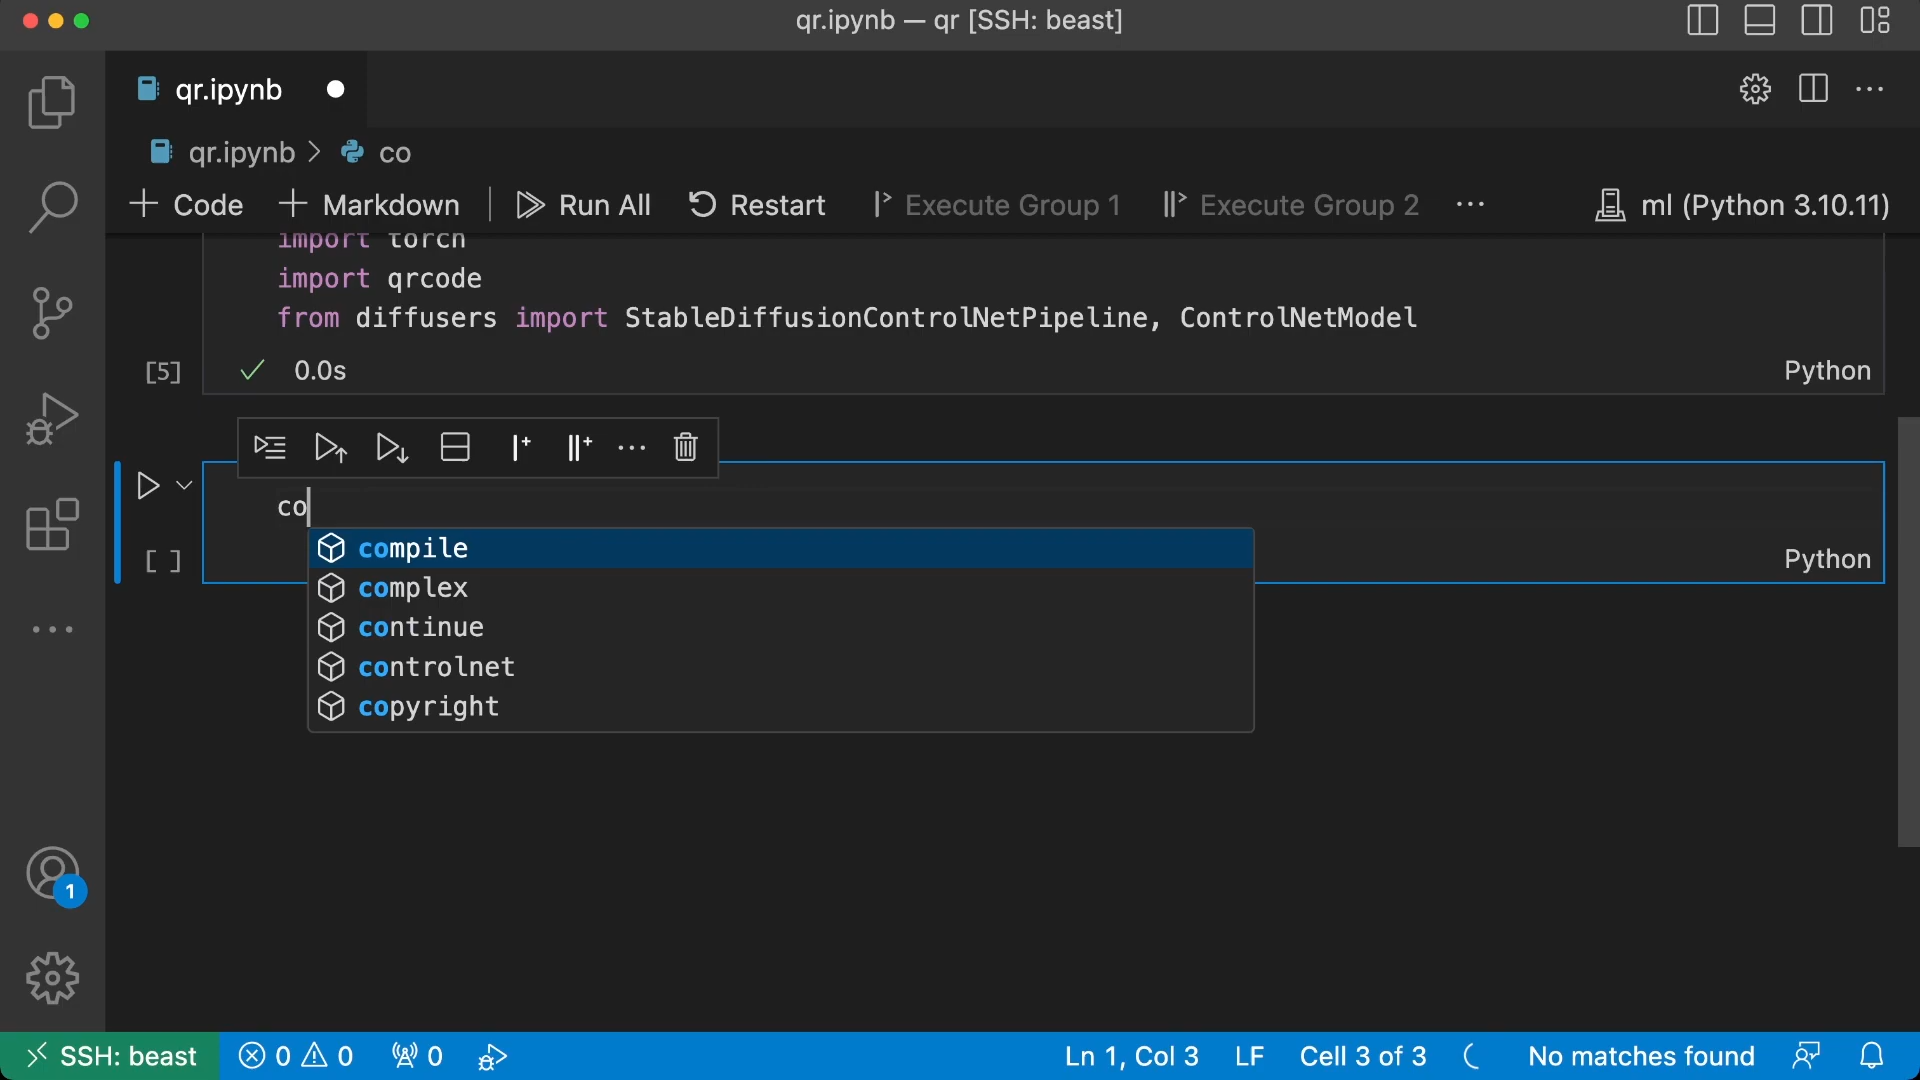 qr.ipynb — qr [SSH: beast]
qr.ipynb
qr.ipynb > co
Code Markdown Run All Restart Execute Group 1 Execute Group 2 ... ml (Python 3.10.11)
import torch
import qrcode
from diffusers import StableDiffusionControlNetPipeline, ControlNetModel
[5] 0.0s Python
co
[ ] Python
compile
complex
continue
controlnet
copyright
1
SSH: beast 0 0 0 Ln 1, Col 3 LF Cell 3 of 3 No matches found